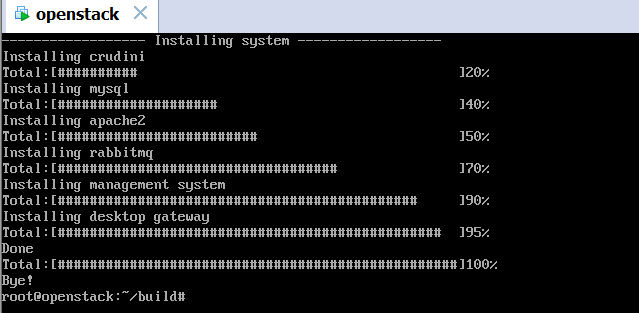 openstack
------------------ Installing system ------------------
Installing crudini
Total:[##########                                        ]20%
Installing mysql
Total:[####################                              ]40%
Installing apache2
Total:[#########################                         ]50%
Installing rabbitmq
Total:[###################################               ]70%
Installing management system
Total:[#############################################     ]90%
Installing desktop gateway
Total:[################################################  ]95%
Done
Total:[##################################################]100%
Bye!
root@openstack:~/build#